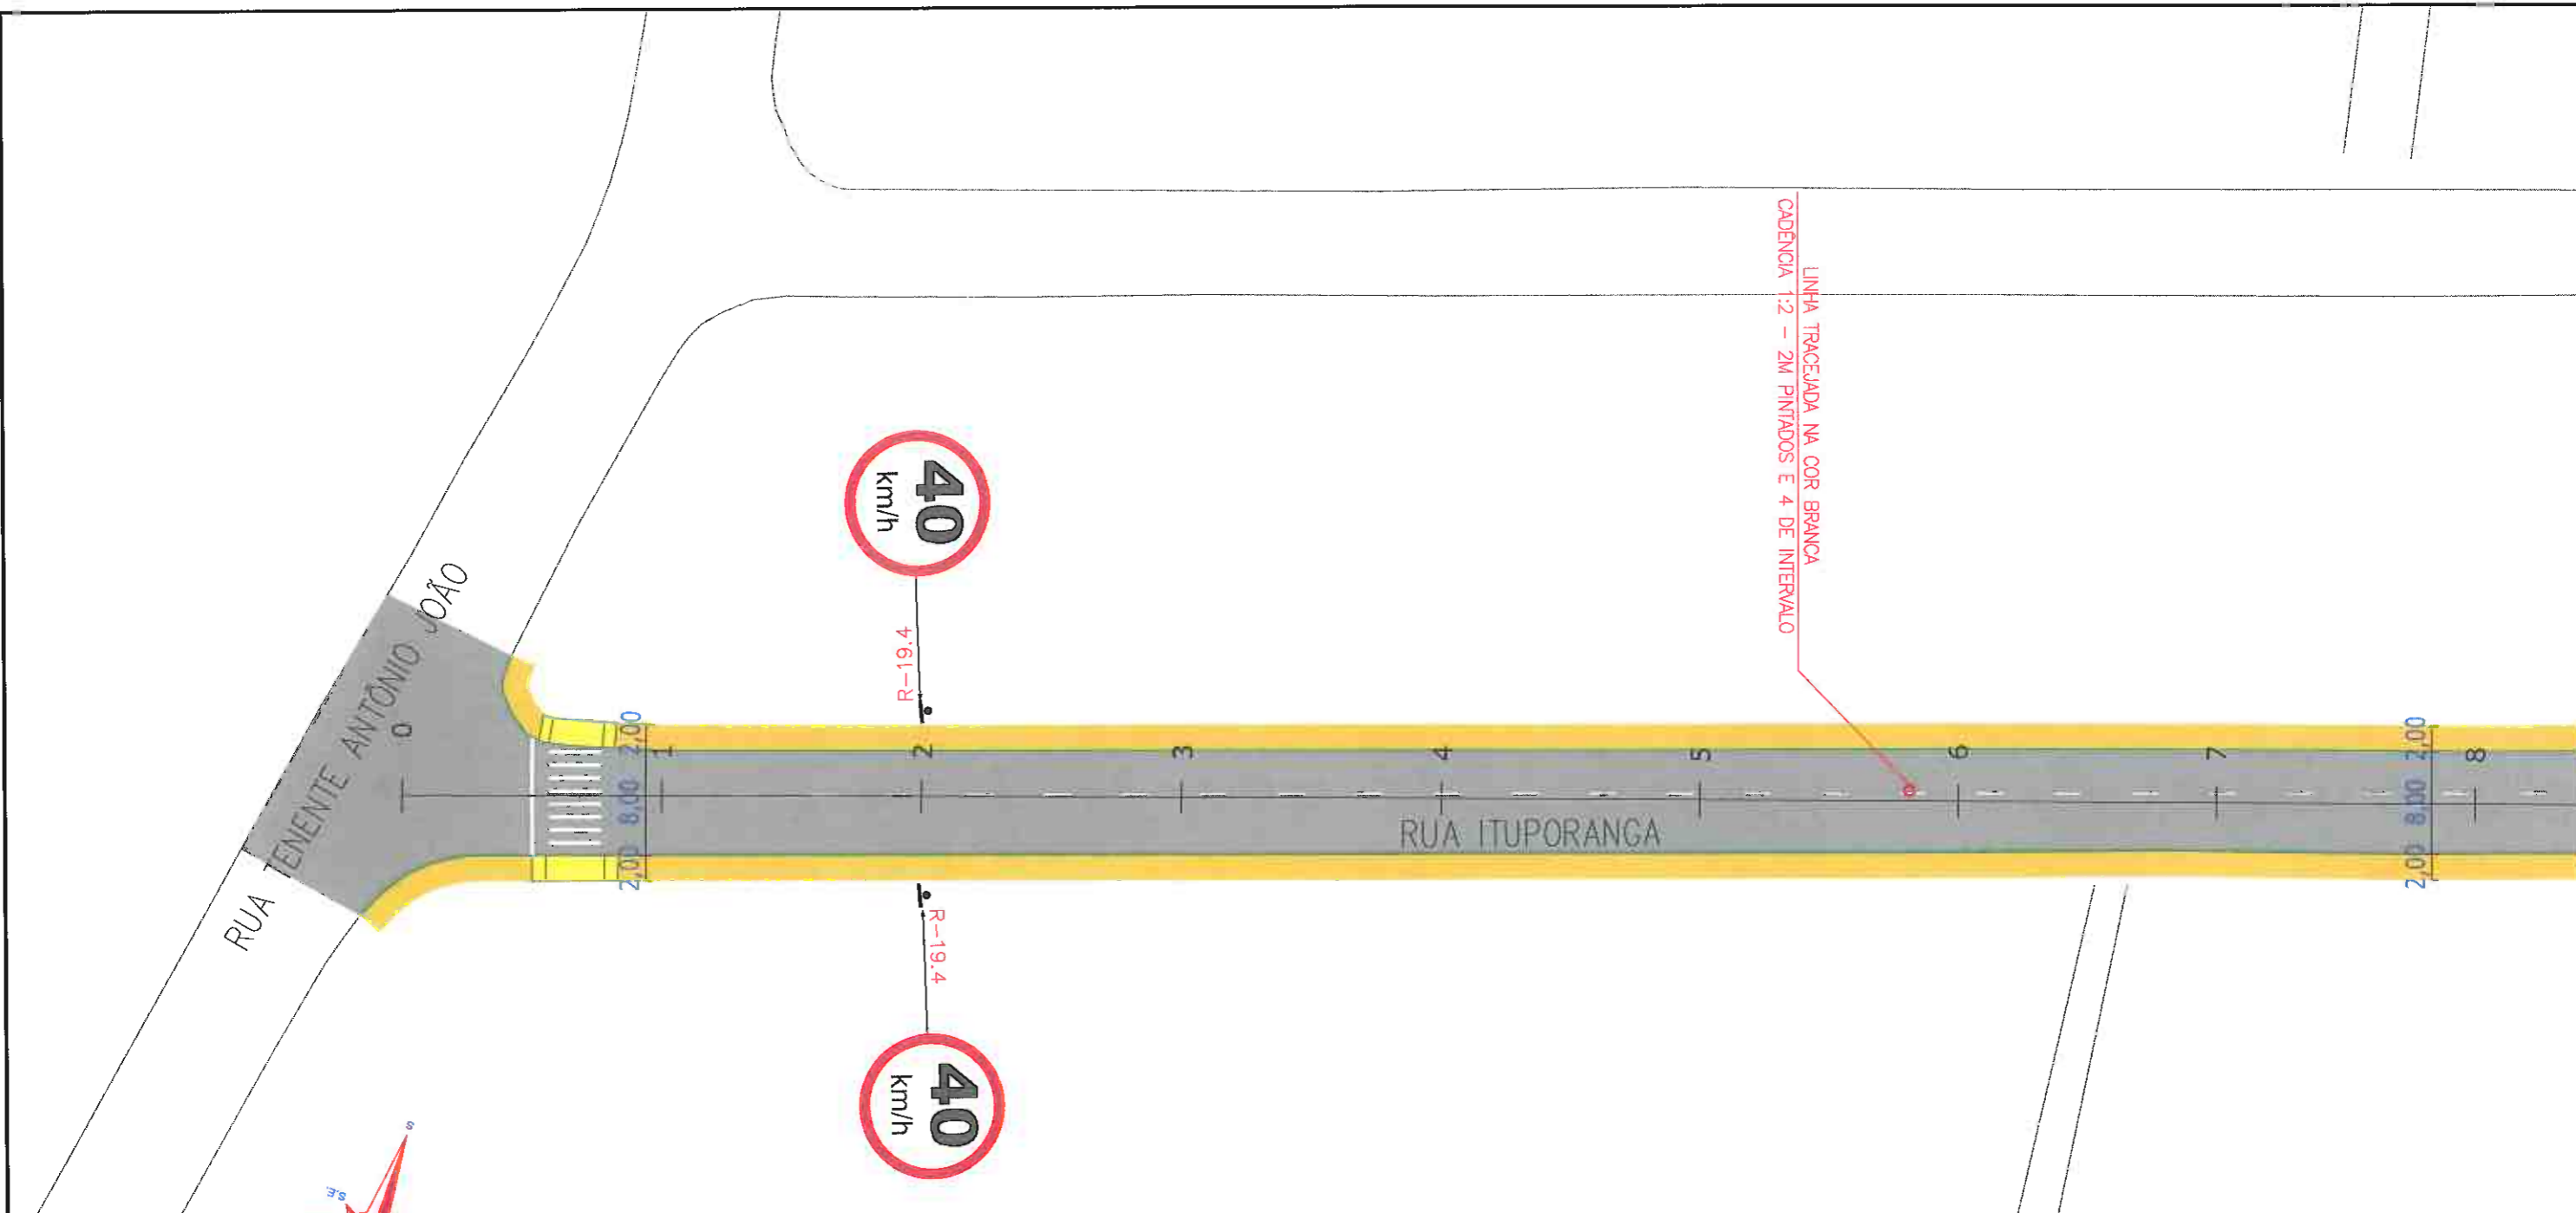 LINHA TRACEJADA NA COR BRANCA
CADÊNCIA 1:2 - 2M PINTADOS E 4 DE INTERVALO
40
km/h
R-19.4
RUA TENENTE ANTÔNIO JOÃO
0
1
2
3
4
5
6
7
8
2,00
8,00
2,00
2,00
8,00
2,00
RUA ITUPORANGA
R-19.4
40
km/h
S
S.E.